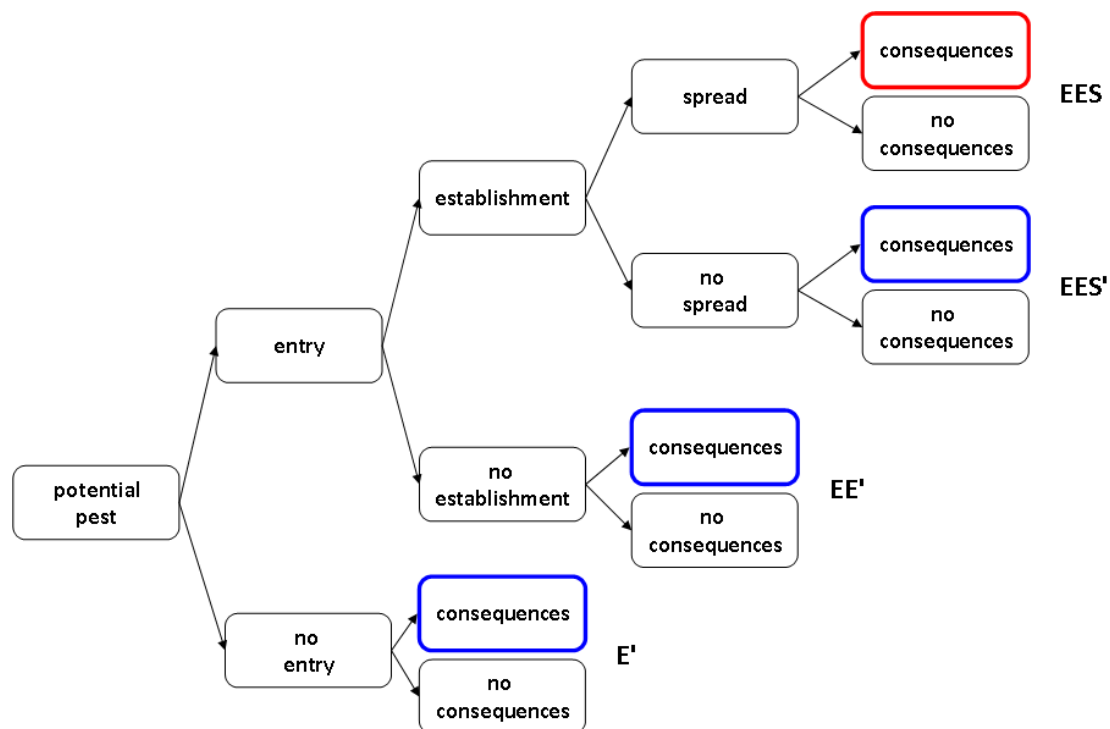 consequences
spread
EES
no
consequences
establishment
consequences
no
spread
EES'
no
consequences
entry
consequences
no
establishment
EE'
potential
pest
no
consequences
consequences
no
entry
E'
no
consequences